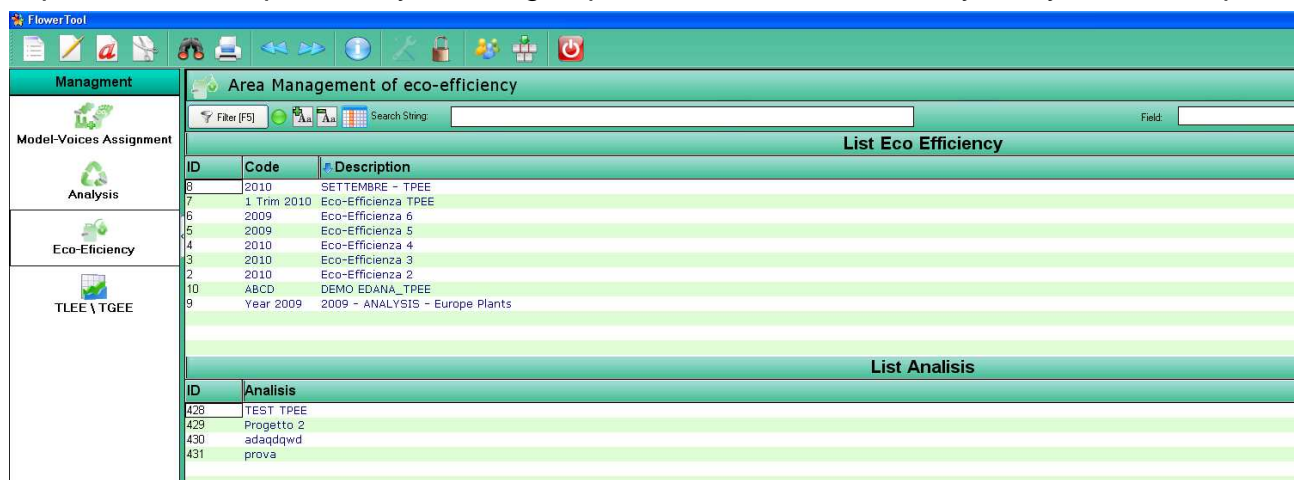 FlowerTool
Managment
Area Management of eco-efficiency
Filter [F5] Search String: Field:
Model-Voices Assignment
Analysis
Eco-Eficiency
TLEE \ TGEE
List Eco Efficiency
ID Code Description
8 2010 SETTEMBRE - TPEE
7 1 Trim 2010 Eco-Efficienza TPEE
6 2009 Eco-Efficienza 6
5 2009 Eco-Efficienza 5
4 2010 Eco-Efficienza 4
3 2010 Eco-Efficienza 3
2 2010 Eco-Efficienza 2
10 ABCD DEMO EDANA_TPEE
9 Year 2009 2009 - ANALYSIS - Europe Plants
List Analisis
ID Analisis
428 TEST TPEE
429 Progetto 2
430 adaqdqwd
431 prova